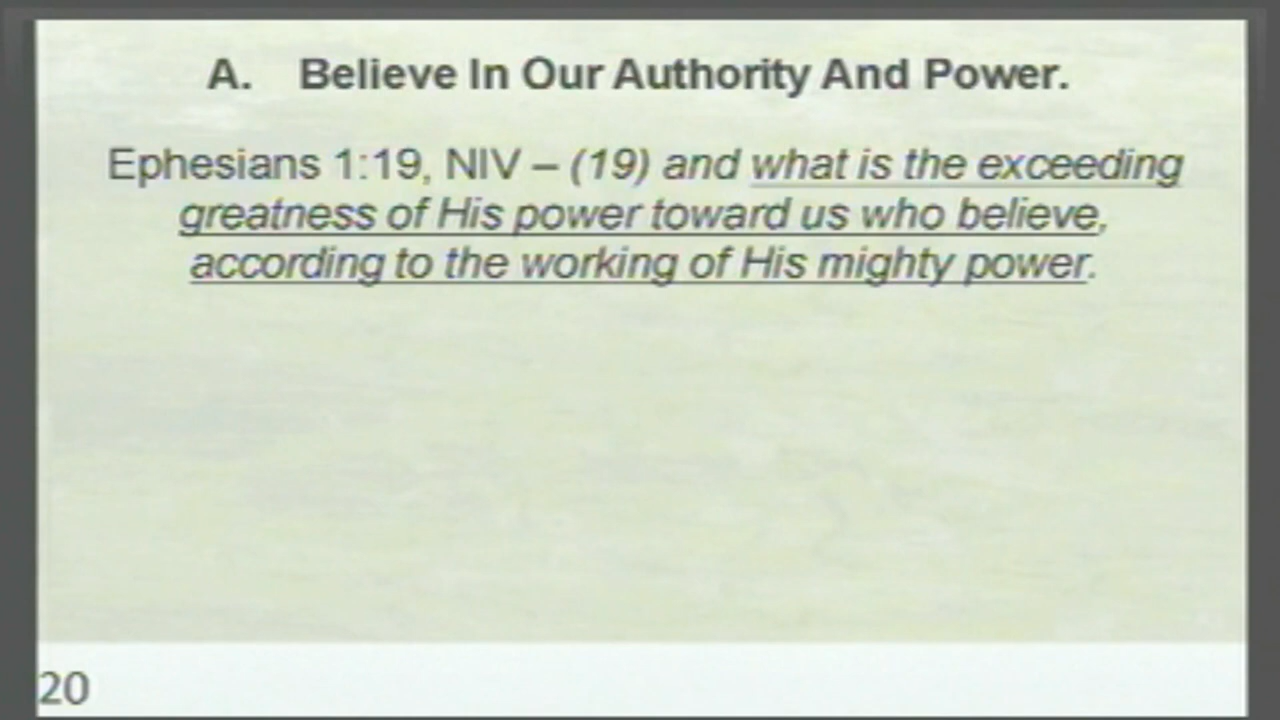 A. Believe In Our Authority And Power.
Ephesians 1:19, NIV – (19) and what is the exceeding
greatness of His power toward us who believe,
according to the working of His mighty power.
20